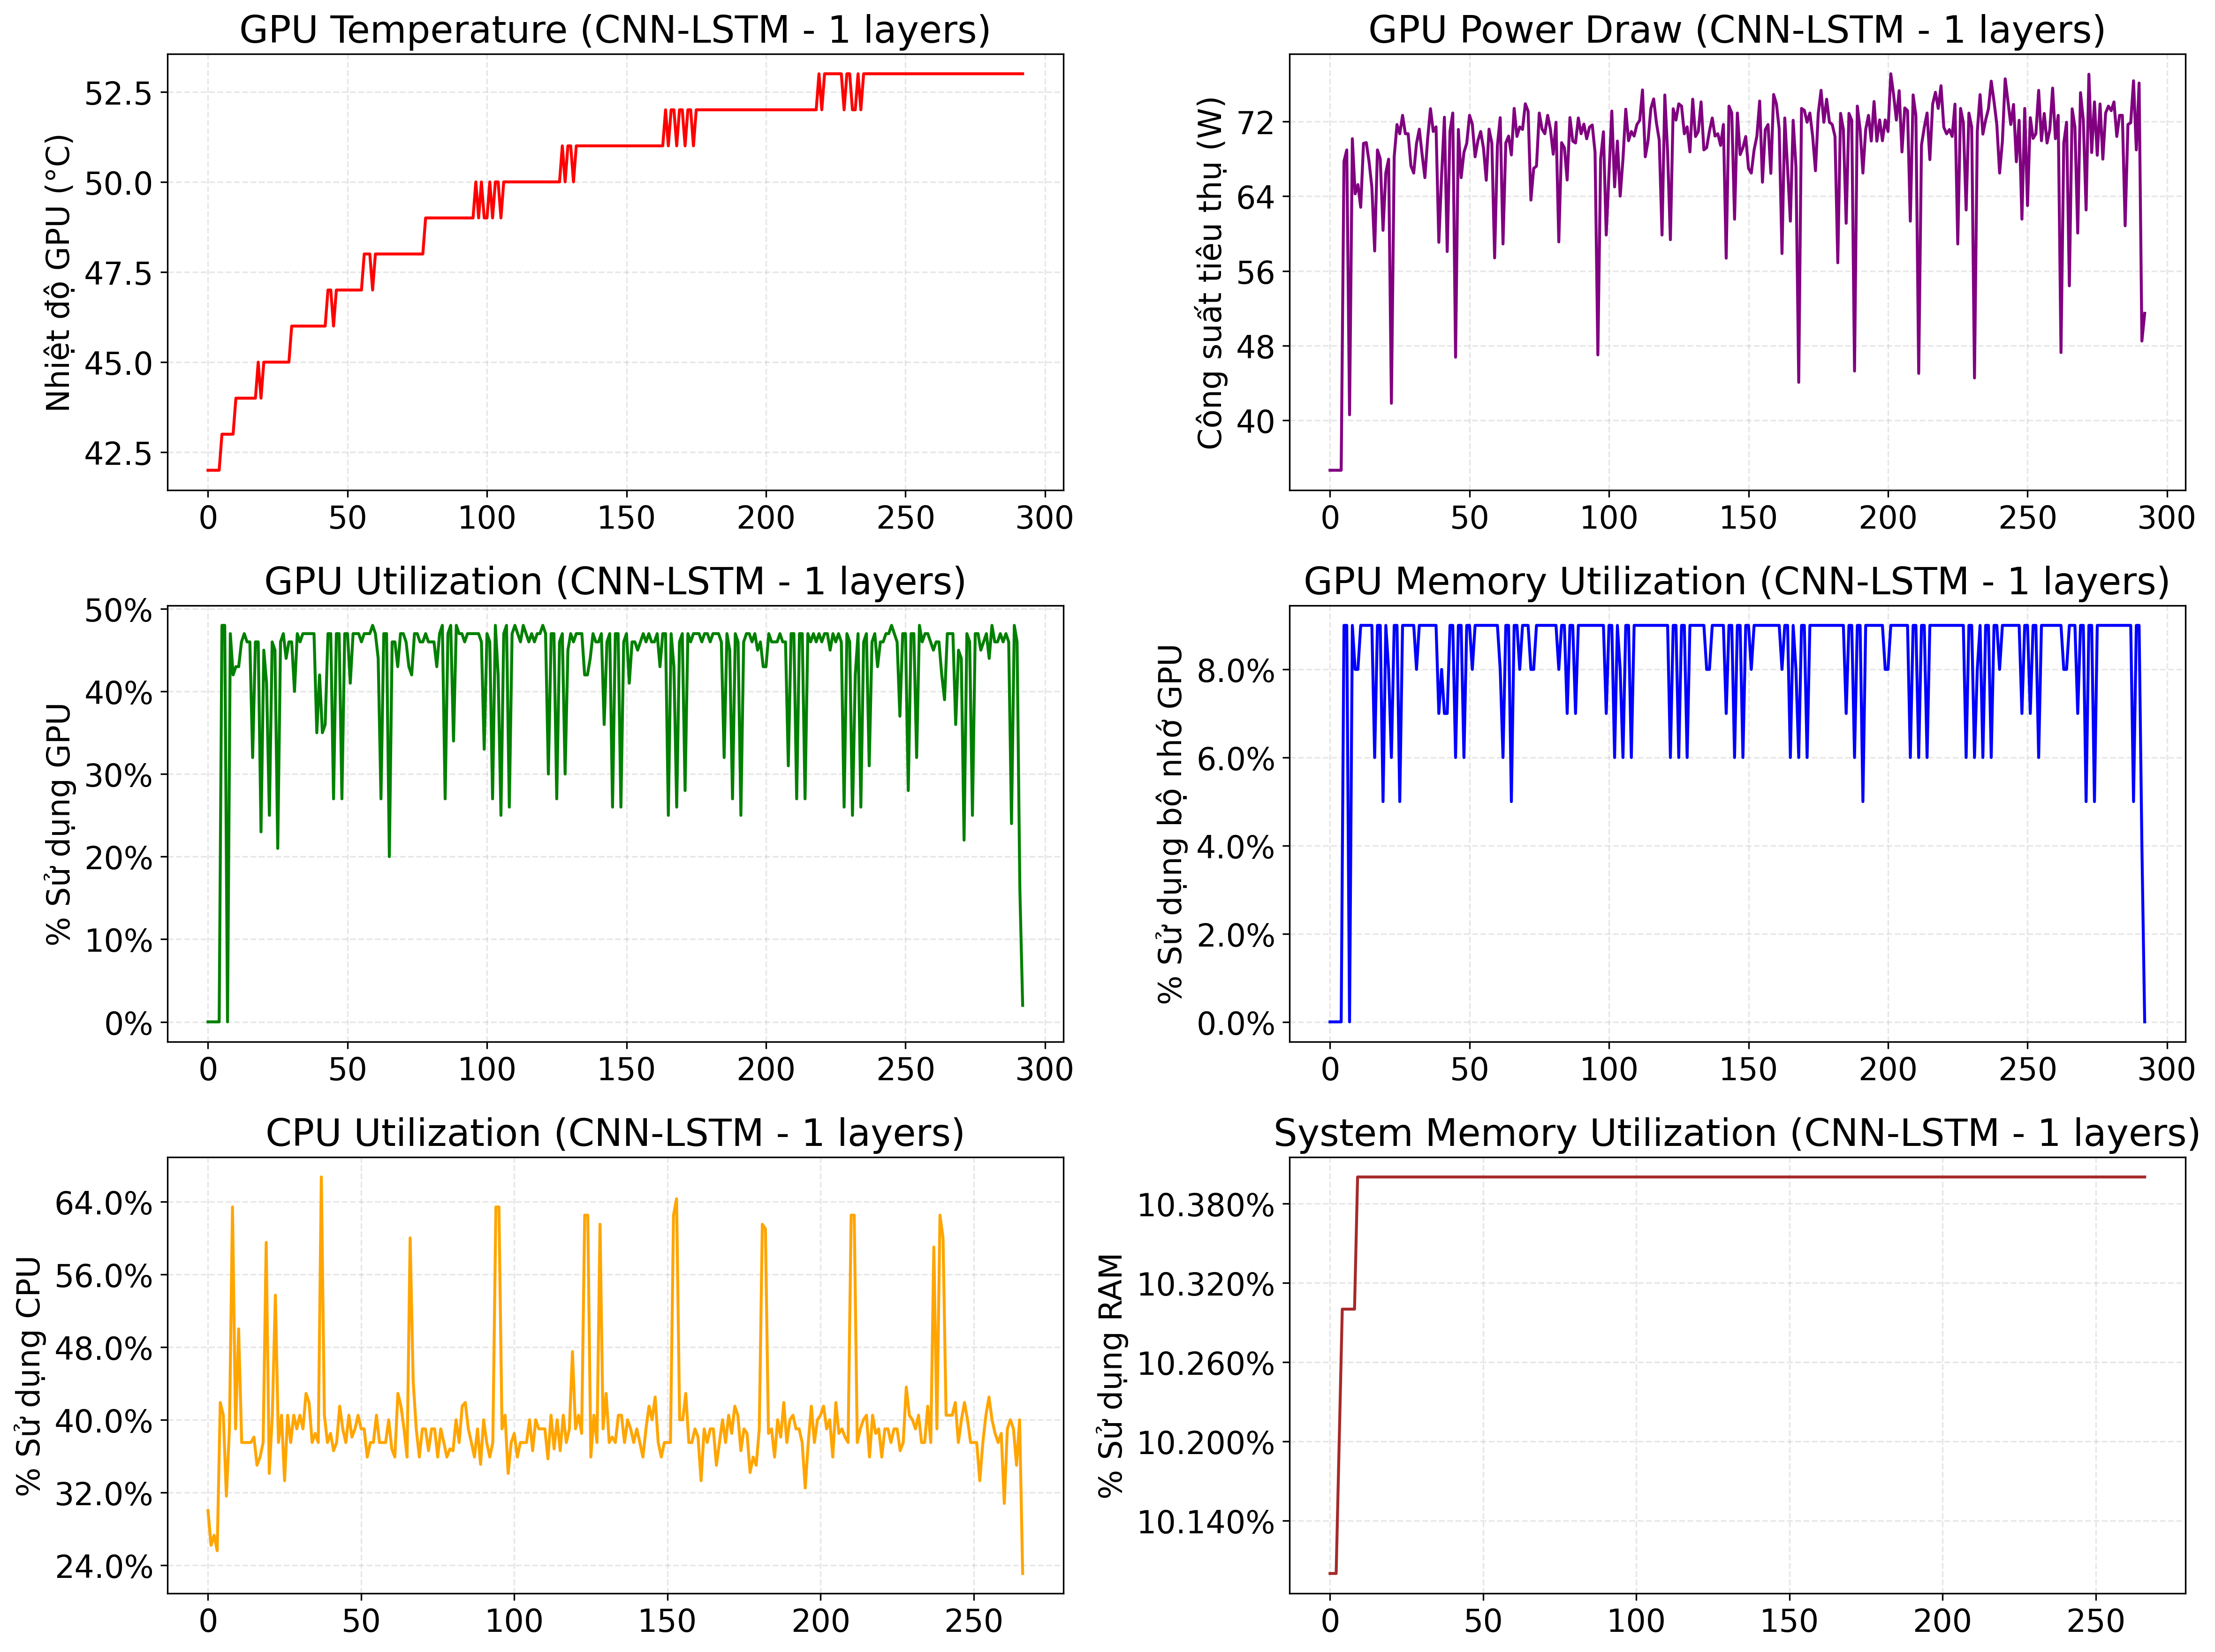 GPU Temperature (CNN-LSTM - 1 layers)
Nhiệt độ GPU (°C)
52.5
50.0
47.5
45.0
42.5
0 50 100 150 200 250 300
GPU Power Draw (CNN-LSTM - 1 layers)
Công suất tiêu thụ (W)
72
64
56
48
40
0 50 100 150 200 250 300
GPU Utilization (CNN-LSTM - 1 layers)
% Sử dụng GPU
50%
40%
30%
20%
10%
0%
0 50 100 150 200 250 300
GPU Memory Utilization (CNN-LSTM - 1 layers)
% Sử dụng bộ nhớ GPU
8.0%
6.0%
4.0%
2.0%
0.0%
0 50 100 150 200 250 300
CPU Utilization (CNN-LSTM - 1 layers)
% Sử dụng CPU
64.0%
56.0%
48.0%
40.0%
32.0%
24.0%
0 50 100 150 200 250
System Memory Utilization (CNN-LSTM - 1 layers)
% Sử dụng RAM
10.380%
10.320%
10.260%
10.200%
10.140%
0 50 100 150 200 250